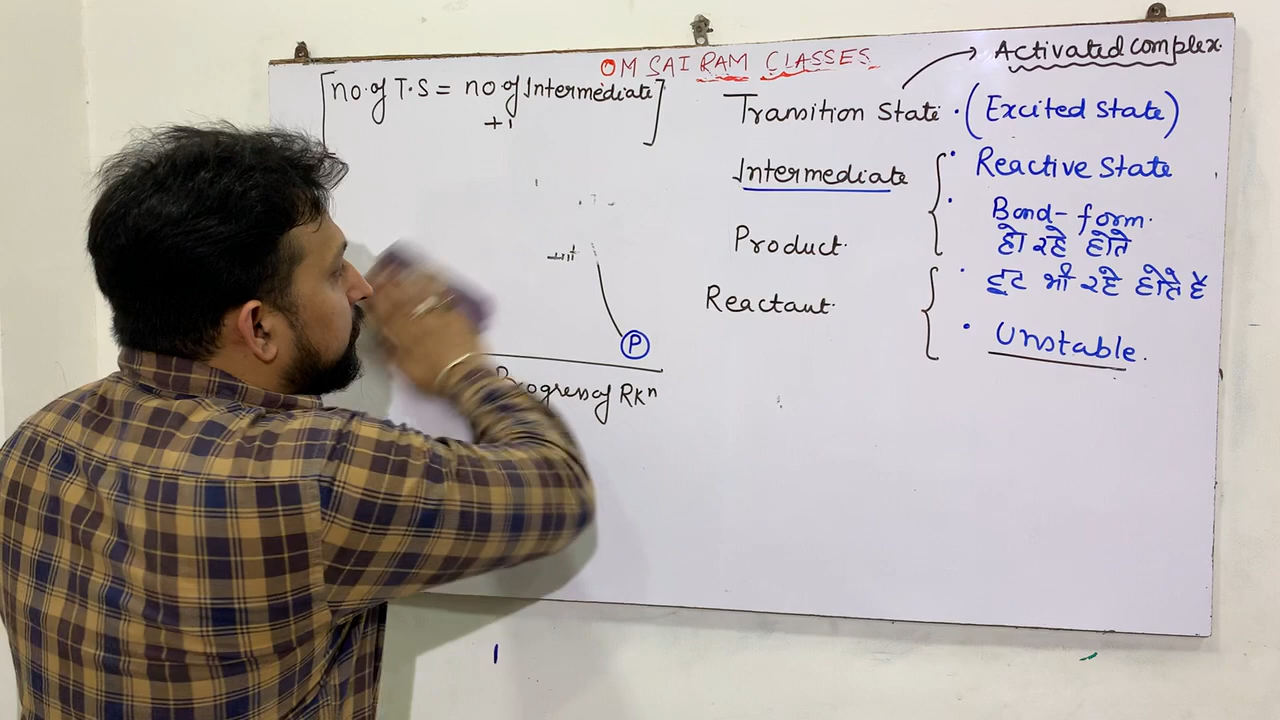 OM SAI RAM CLASSES
[no. of T.S = no of Intermediate
+1]
Activated complex.
Transition State. (Excited State)
Intermediate
Product.
Reactant.
• Reactive State
• Bond-form.
हो रहे होते
• टूट भी रहे होते हैं
• Unstable.
P
Progress of Rxn